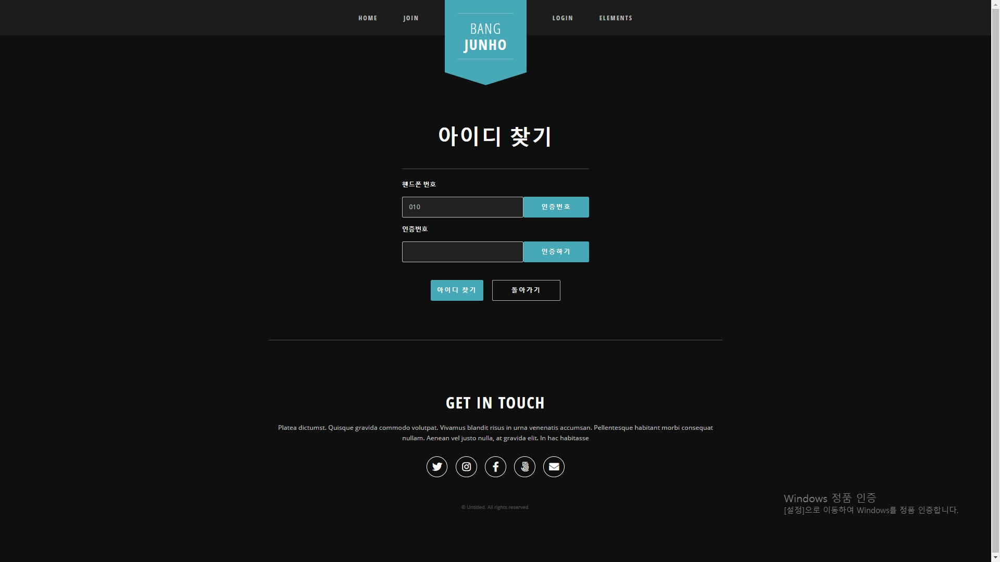 HOME
JOIN
BANG
JUNHO
LOGIN
ELEMENTS
아이디 찾기
핸드폰 번호
010
인증번호
인증번호
인증하기
아이디 찾기
돌아가기
GET IN TOUCH
Platea dictumst. Quisque gravida commodo volutpat. Vivamus blandit risus in urna venenatis accumsan. Pellentesque habitant morbi consequat
nullam. Aenean vel justo nulla, at gravida elit. In hac habitasse
© Untitled. All rights reserved.
Windows 정품 인증
[설정]으로 이동하여 Windows를 정품 인증합니다.